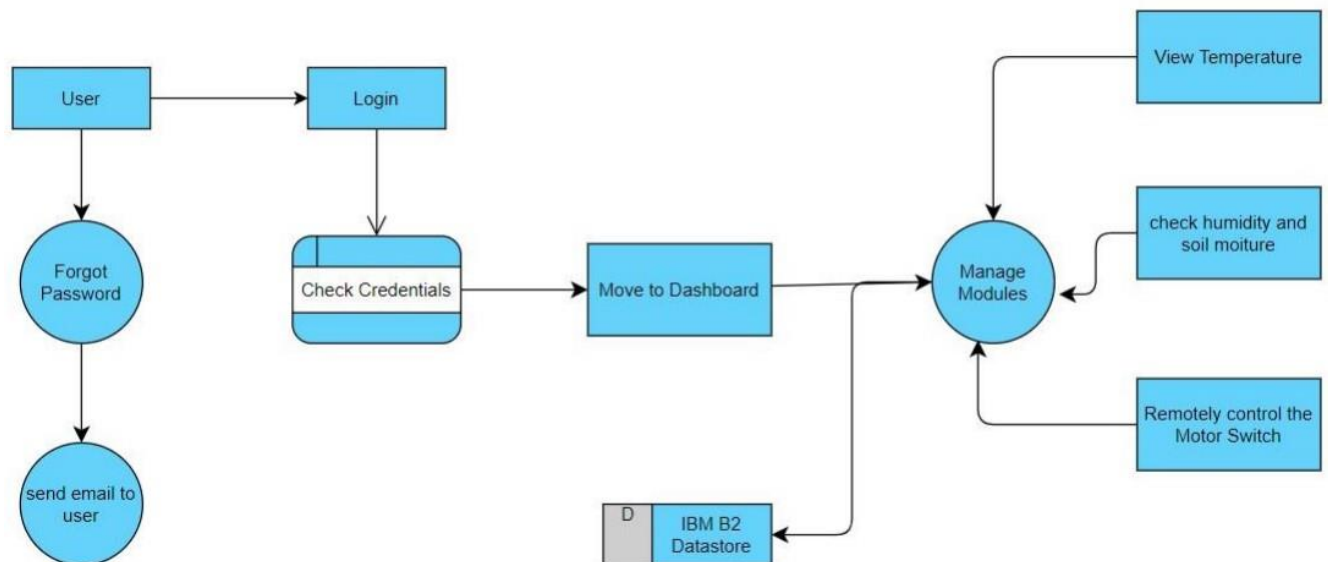 User
Login
View Temperature
check humidity and
soil moiture
Forgot
Password
Check Credentials
Move to Dashboard
Manage
Modules
Remotely control the
Motor Switch
send email to
user
D
IBM B2
Datastore